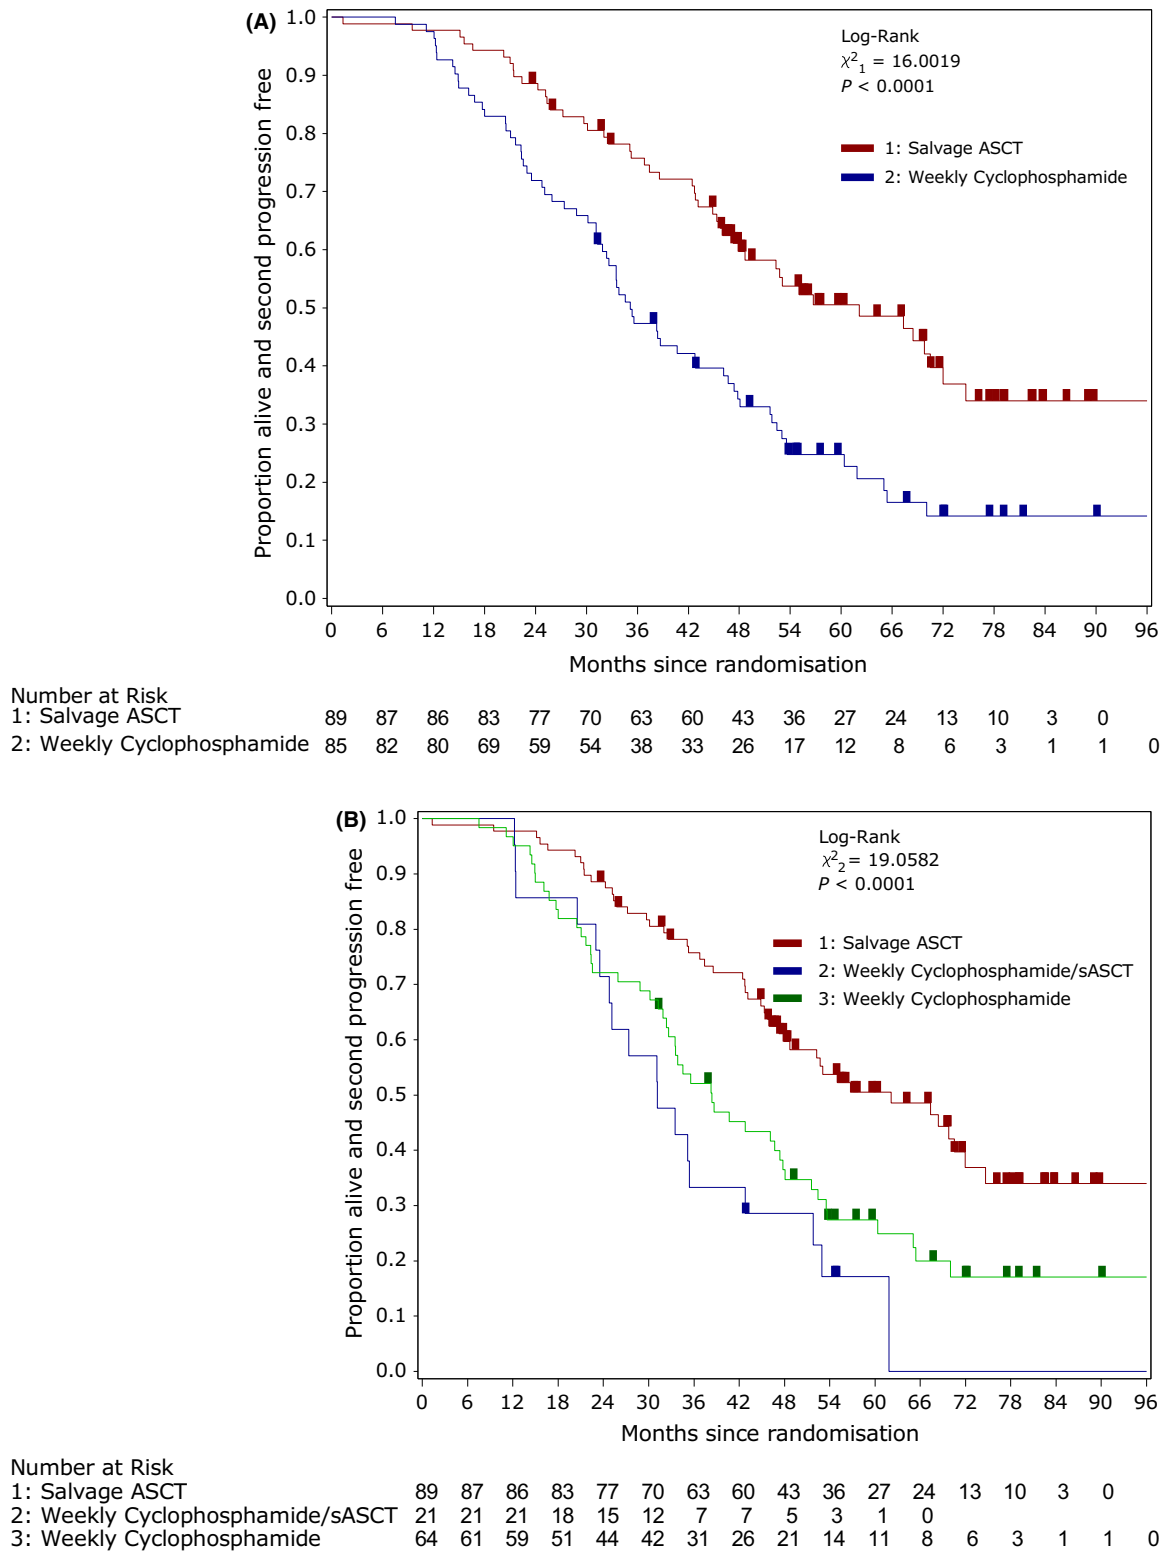 (A)
Proportion alive and second progression free
1.0
0.9
0.8
0.7
0.6
0.5
0.4
0.3
0.2
0.1
0.0
Log-Rank
χ²₁ = 16.0019
P < 0.0001
1: Salvage ASCT
2: Weekly Cyclophosphamide
0 6 12 18 24 30 36 42 48 54 60 66 72 78 84 90 96
Months since randomisation
Number at Risk
1: Salvage ASCT 89 87 86 83 77 70 63 60 43 36 27 24 13 10 3 0
2: Weekly Cyclophosphamide 85 82 80 69 59 54 38 33 26 17 12 8 6 3 1 1 0
(B)
Proportion alive and second progression free
1.0
0.9
0.8
0.7
0.6
0.5
0.4
0.3
0.2
0.1
0.0
Log-Rank
χ²₂ = 19.0582
P < 0.0001
1: Salvage ASCT
2: Weekly Cyclophosphamide/sASCT
3: Weekly Cyclophosphamide
0 6 12 18 24 30 36 42 48 54 60 66 72 78 84 90 96
Months since randomisation
Number at Risk
1: Salvage ASCT 89 87 86 83 77 70 63 60 43 36 27 24 13 10 3 0
2: Weekly Cyclophosphamide/sASCT 21 21 21 18 15 12 7 7 5 3 1 0
3: Weekly Cyclophosphamide 64 61 59 51 44 42 31 26 21 14 11 8 6 3 1 1 0